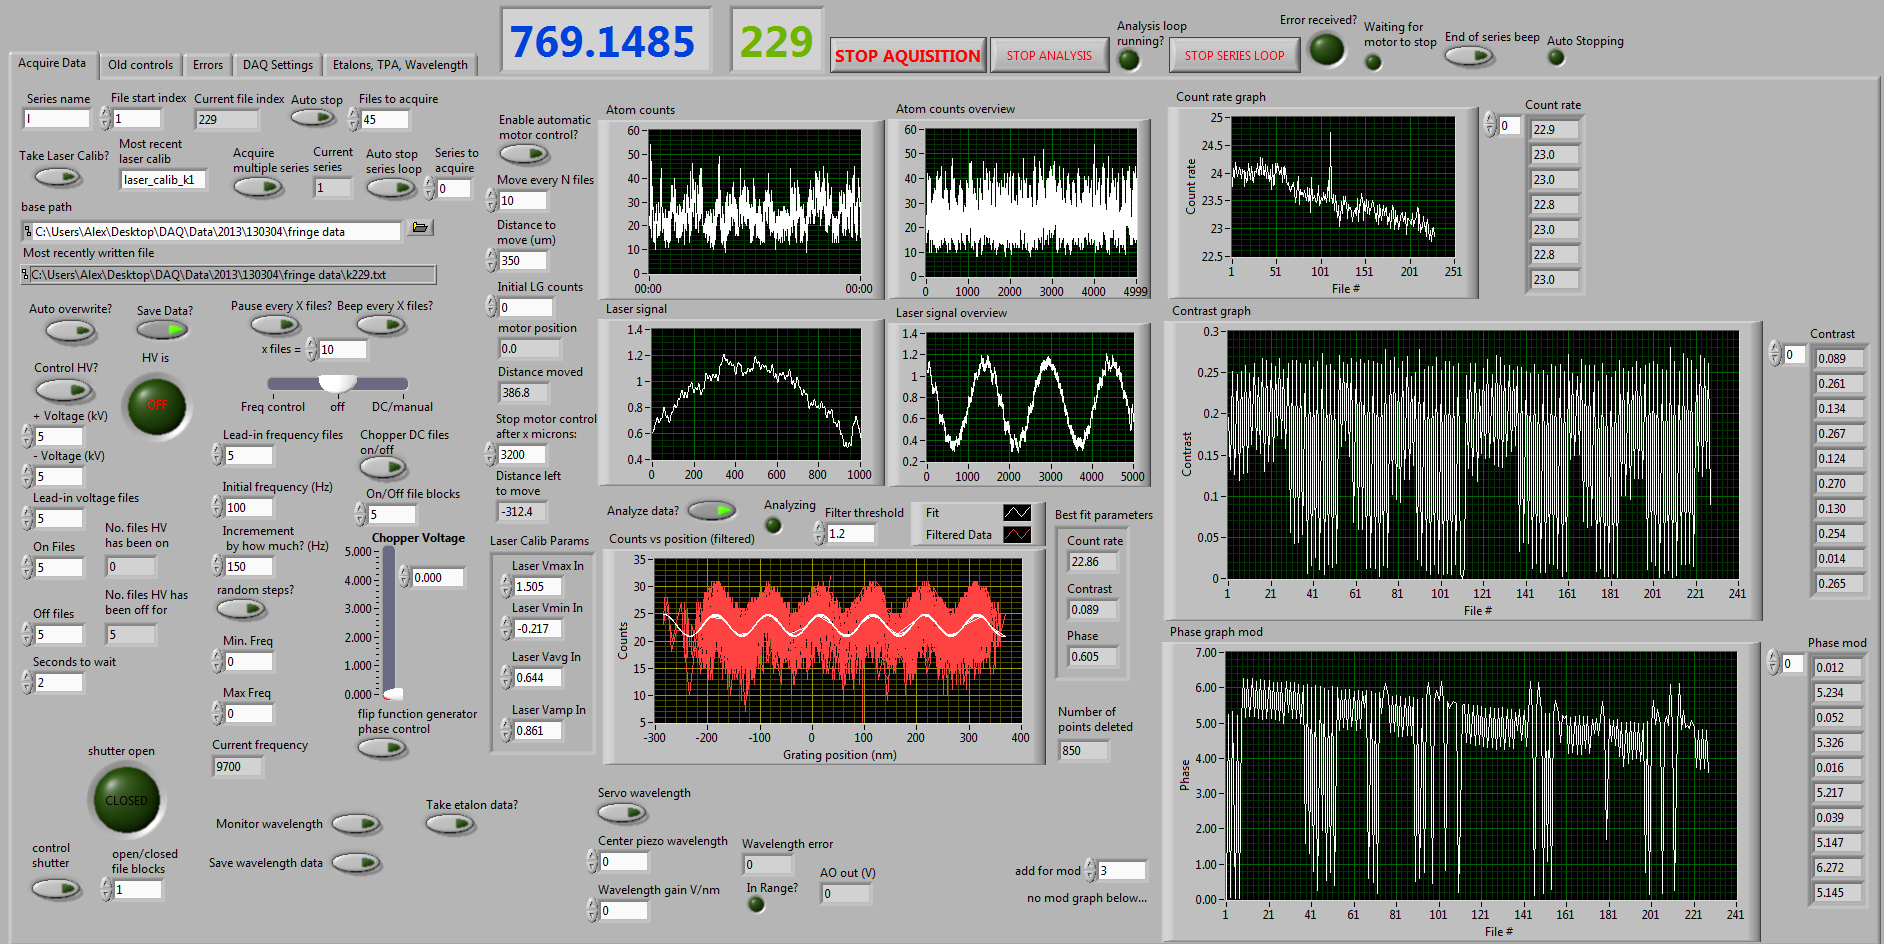 769.1485
229
STOP AQUISITION
STOP ANALYSIS
Analysis loop
running?
STOP SERIES LOOP
Error received?
Waiting for
motor to stop
End of series beep
Auto Stopping
Acquire Data
Old controls
Errors
DAQ Settings
Etalons, TPA, Wavelength
Series name
l
File start index
1
Current file index
229
Auto stop
Files to acquire
45
Take Laser Calib?
Most recent
laser calib
laser_calib_k1
Acquire
multiple series
Current
series
1
Auto stop
series loop
Series to
acquire
0
base path
C:\Users\Alex\Desktop\DAQ\Data\2013\130304\fringe data
Most recently written file
C:\Users\Alex\Desktop\DAQ\Data\2013\130304\fringe data\k229.txt
Auto overwrite?
Save Data?
Pause every X files?
Beep every X files?
x files =
10
Control HV?
HV is
OFF
Freq control
off
DC/manual
+ Voltage (kV)
5
- Voltage (kV)
5
Lead-in voltage files
5
On Files
5
No. files HV
has been on
0
Off files
5
No. files HV has
been off for
5
Seconds to wait
2
shutter open
CLOSED
control
shutter
open/closed
file blocks
1
Lead-in frequency files
5
Initial frequency (Hz)
100
Incremement
by how much? (Hz)
150
random steps?
Min. Freq
0
Max Freq
0
Current frequency
9700
Monitor wavelength
Save wavelength data
Chopper DC files
on/off
On/Off file blocks
5
Chopper Voltage
5.000
4.000
3.000
2.000
1.000
0.000
0.000
flip function generator
phase control
Take etalon data?
Enable automatic
motor control?
Move every N files
10
Distance to
move (um)
350
Initial LG counts
0
motor position
0.0
Distance moved
386.8
Stop motor control
after x microns:
3200
Distance left
to move
-312.4
Laser Calib Params
Laser Vmax In
1.505
Laser Vmin In
-0.217
Laser Vavg In
0.644
Laser Vamp In
0.861
Atom counts
60
50
40
30
20
10
0
00:00
00:00
Atom counts overview
60
50
40
30
20
10
0
0
1000
2000
3000
4000
4999
Laser signal
1.4
1.2
1
0.8
0.6
0.4
0
200
400
600
800
1000
Laser signal overview
1.4
1.2
1
0.8
0.6
0.4
0.2
0
1000
2000
3000
4000
5000
Analyze data?
Analyzing
Filter threshold
1.2
Fit
Filtered Data
Counts vs position (filtered)
Counts
35
30
25
20
15
10
5
-300
-200
-100
0
100
200
300
400
Grating position (nm)
Best fit parameters
Count rate
22.86
Contrast
0.089
Phase
0.605
Number of
points deleted
850
Servo wavelength
Center piezo wavelength
0
Wavelength gain V/nm
0
Wavelength error
0
In Range?
AO out (V)
0
add for mod
3
no mod graph below...
Count rate graph
Count rate
25
24.5
24
23.5
23
22.5
1
51
101
151
201
251
File #
0
Count rate
22.9
23.0
23.0
22.8
23.0
22.8
23.0
Contrast graph
Contrast
0.3
0.25
0.2
0.15
0.1
0.05
0
1
21
41
61
81
101
121
141
161
181
201
221
241
File #
0
Contrast
0.089
0.261
0.134
0.267
0.124
0.270
0.130
0.254
0.014
0.265
Phase graph mod
Phase
7.00
6.00
5.00
4.00
3.00
2.00
1.00
0.00
1
21
41
61
81
101
121
141
161
181
201
221
241
File #
0
Phase mod
0.012
5.234
0.052
5.326
0.016
5.217
0.039
5.147
6.272
5.145